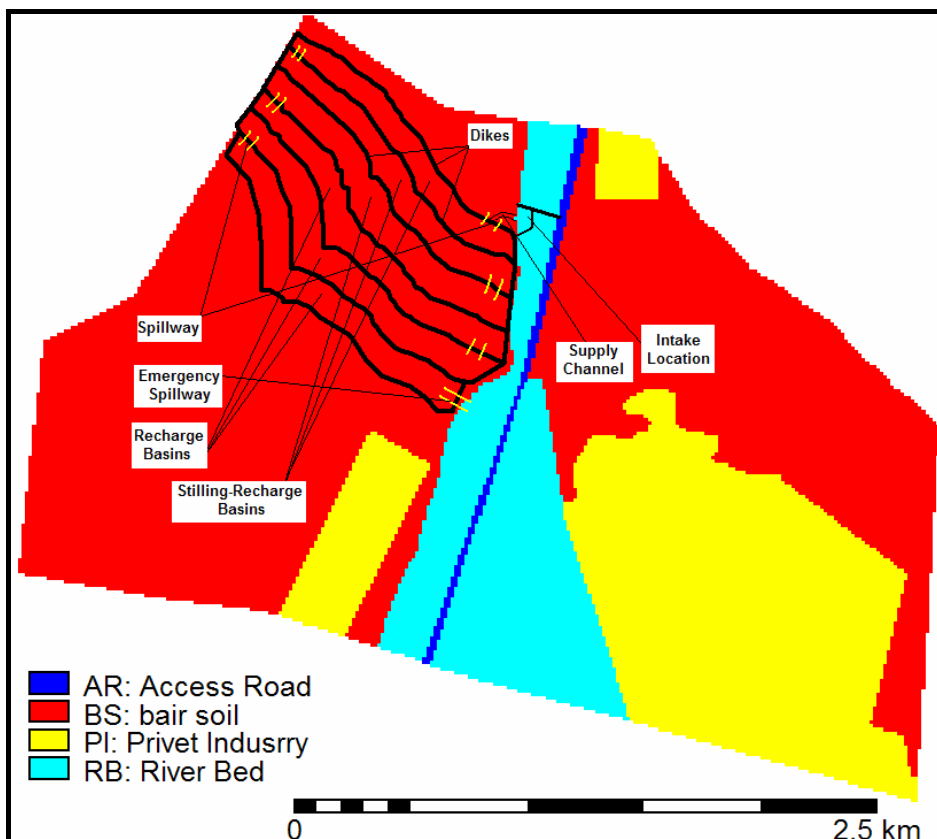 Dikes
Spillway
Supply
Channel
Intake
Location
Emergency
Spillway
Recharge
Basins
Stilling-Recharge
Basins
AR: Access Road
BS: bair soil
PI: Privet Indusrry
RB: River Bed
0
2.5 km